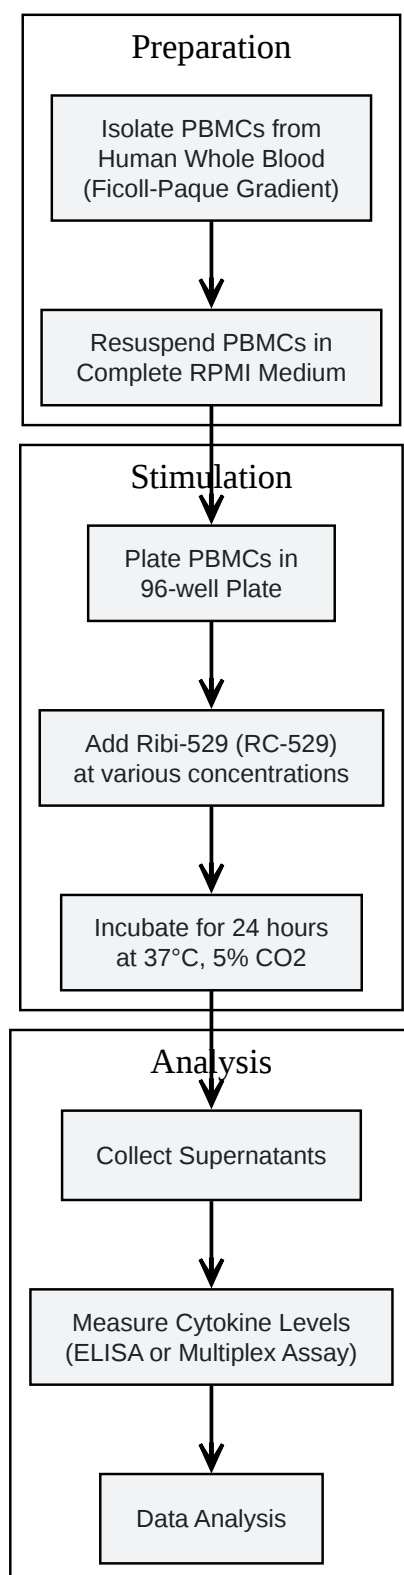 Preparation
Isolate PBMCs from
Human Whole Blood
(Ficoll-Paque Gradient)
Resuspend PBMCs in
Complete RPMI Medium
Stimulation
Plate PBMCs in
96-well Plate
Add Ribi-529 (RC-529)
at various concentrations
Incubate for 24 hours
at 37°C, 5% CO2
Analysis
Collect Supernatants
Measure Cytokine Levels
(ELISA or Multiplex Assay)
Data Analysis